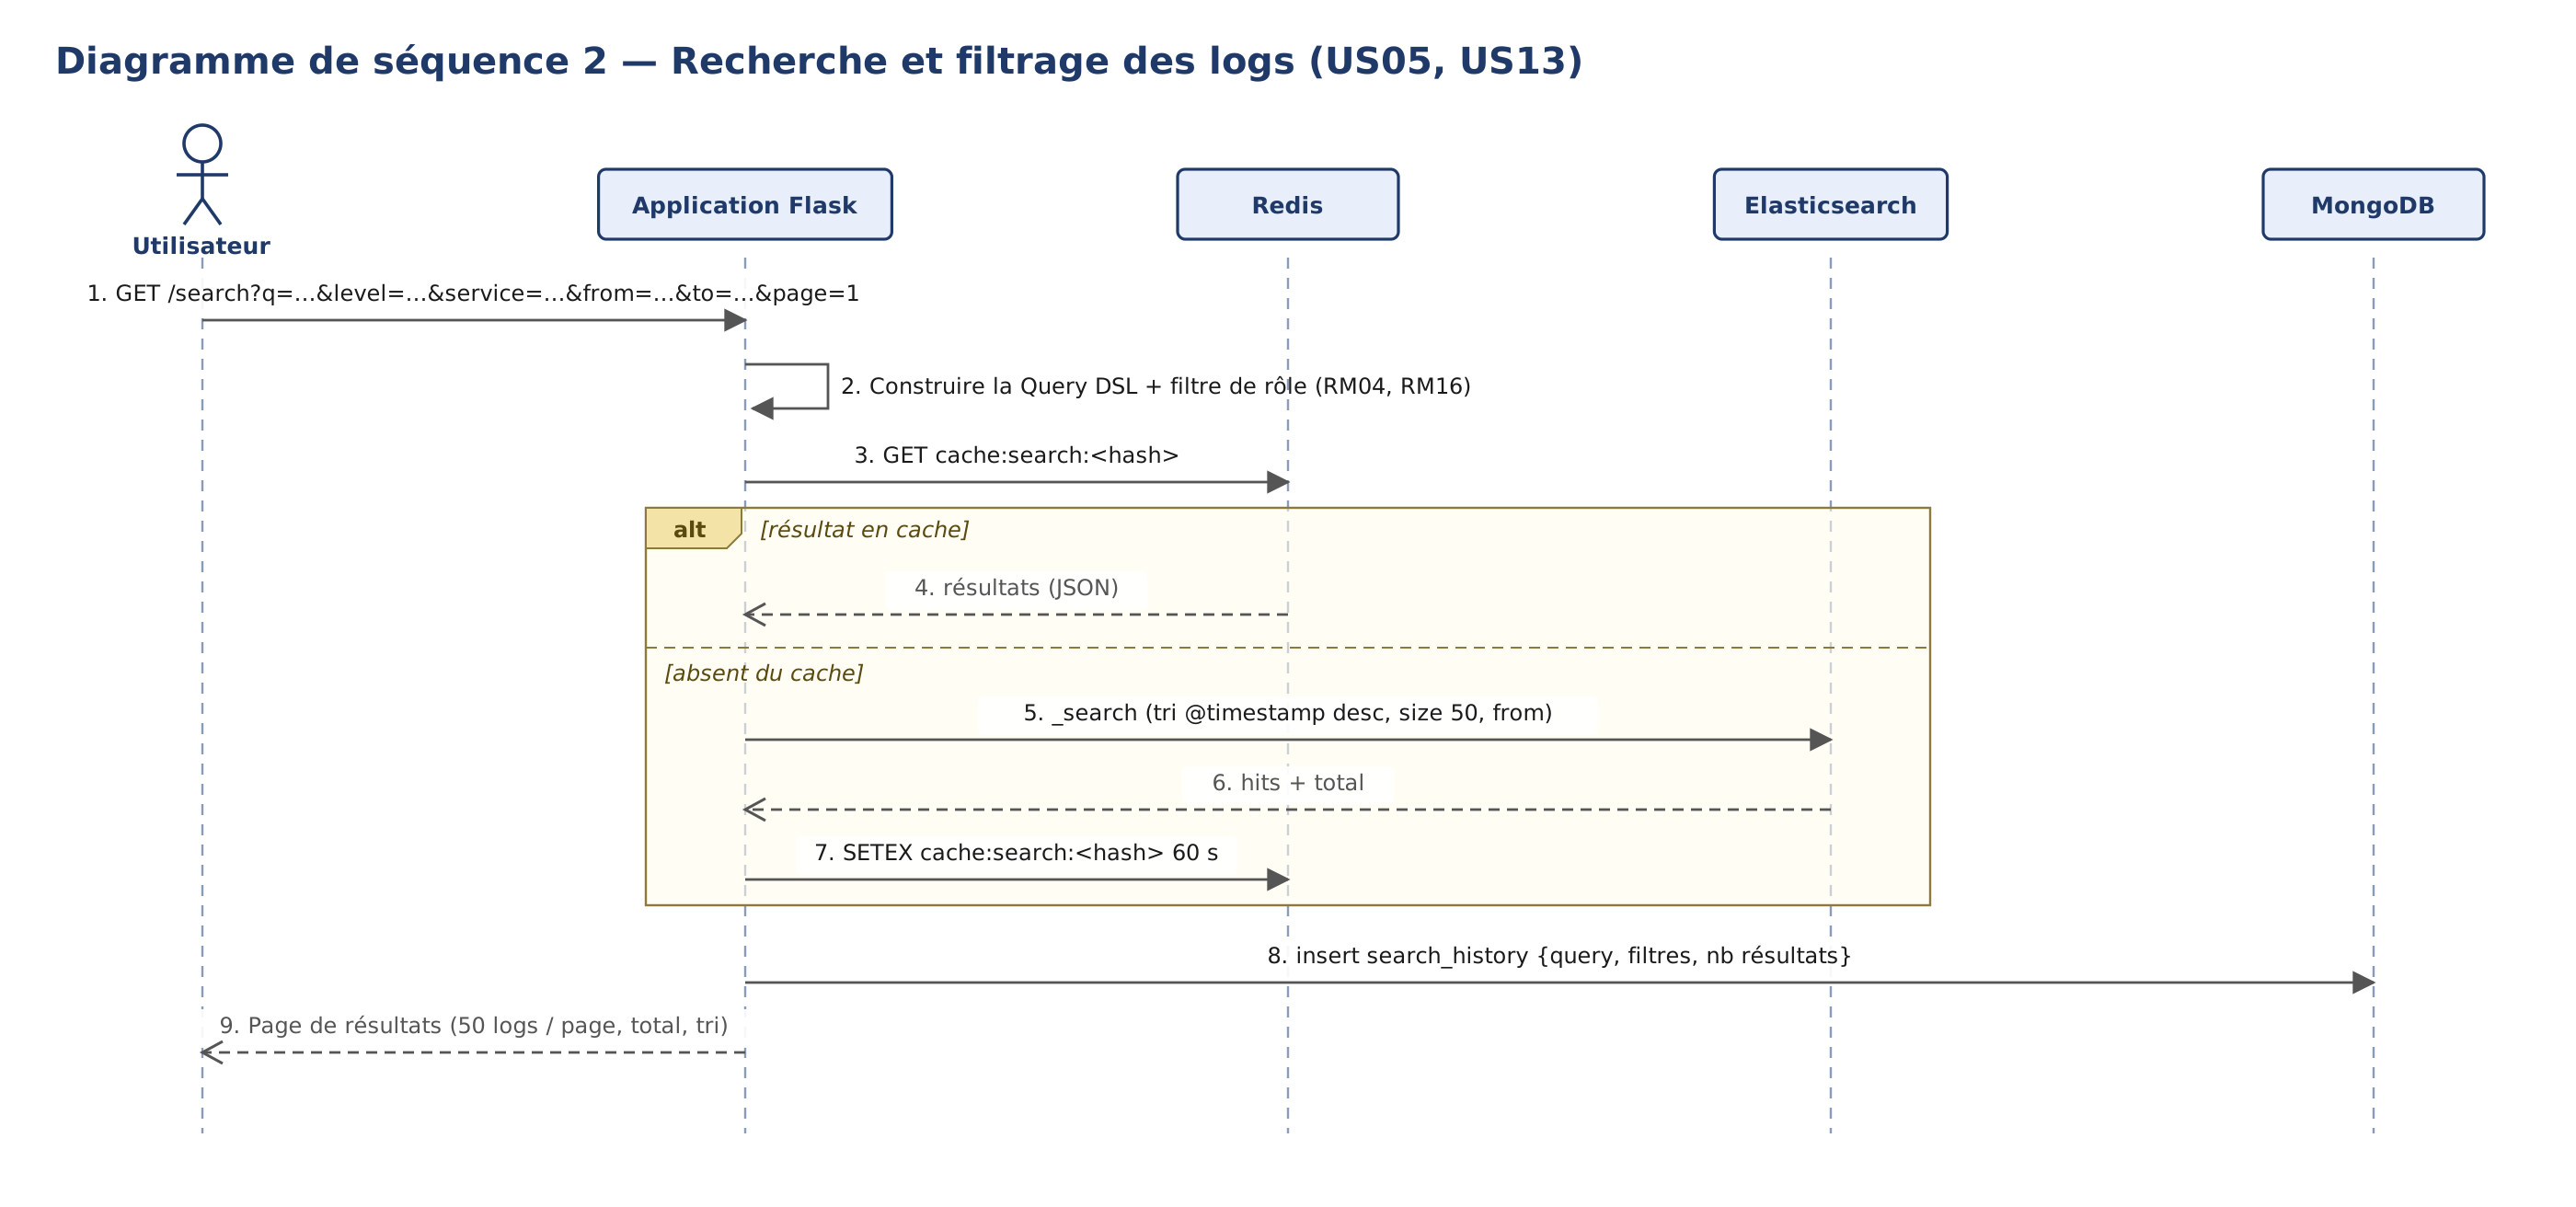 Diagramme de séquence 2 — Recherche et filtrage des logs (US05, US13)
Utilisateur
Application Flask
Redis
Elasticsearch
MongoDB
1. GET /search?q=...&level=...&service=...&from=...&to=...&page=1
2. Construire la Query DSL + filtre de rôle (RM04, RM16)
3. GET cache:search:<hash>
alt
[résultat en cache]
4. résultats (JSON)
[absent du cache]
5. _search (tri @timestamp desc, size 50, from)
6. hits + total
7. SETEX cache:search:<hash> 60 s
8. insert search_history {query, filtres, nb résultats}
9. Page de résultats (50 logs / page, total, tri)